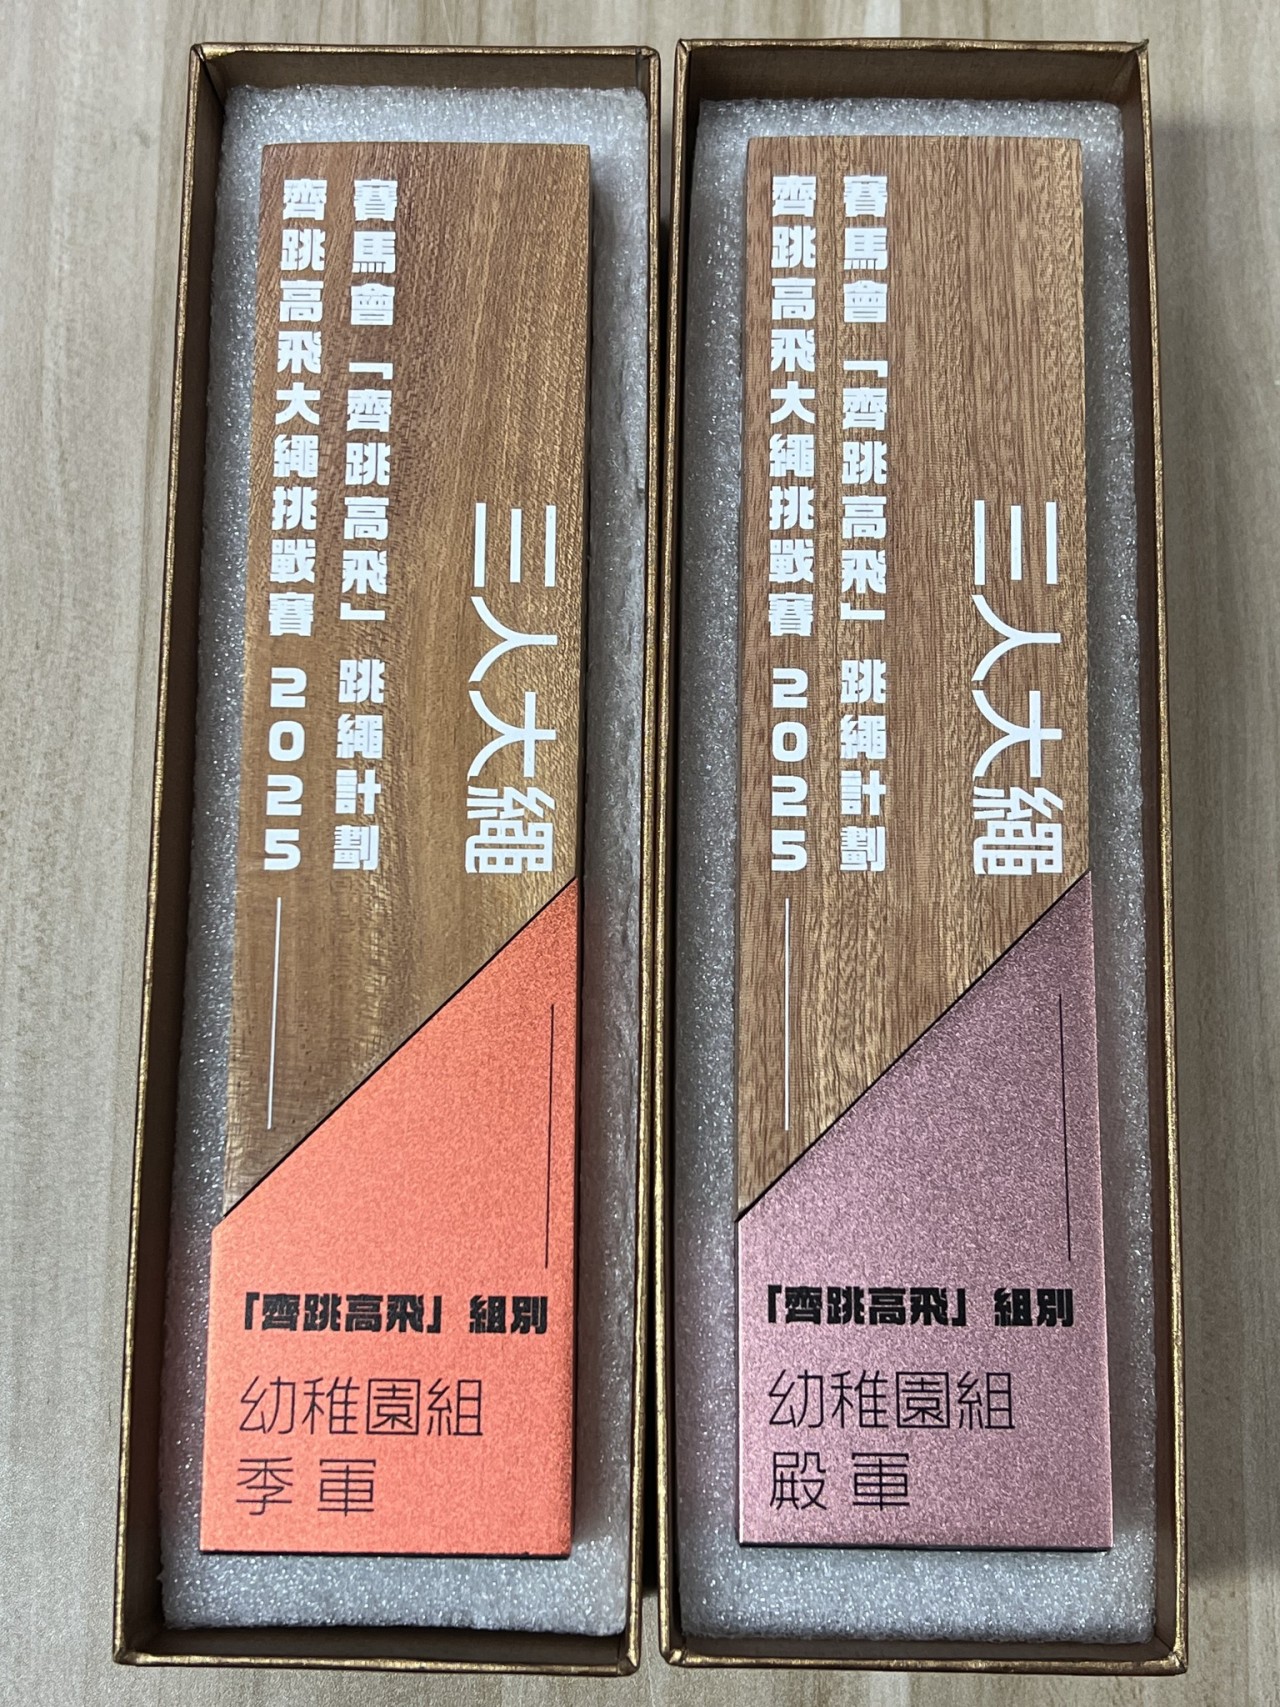 賽馬會「齊跳高飛」跳繩計劃
齊跳高飛大繩挑戰賽 2025
三人大繩
「齊跳高飛」組別
幼稚園組
季軍
賽馬會「齊跳高飛」跳繩計劃
齊跳高飛大繩挑戰賽 2025
三人大繩
「齊跳高飛」組別
幼稚園組
殿軍